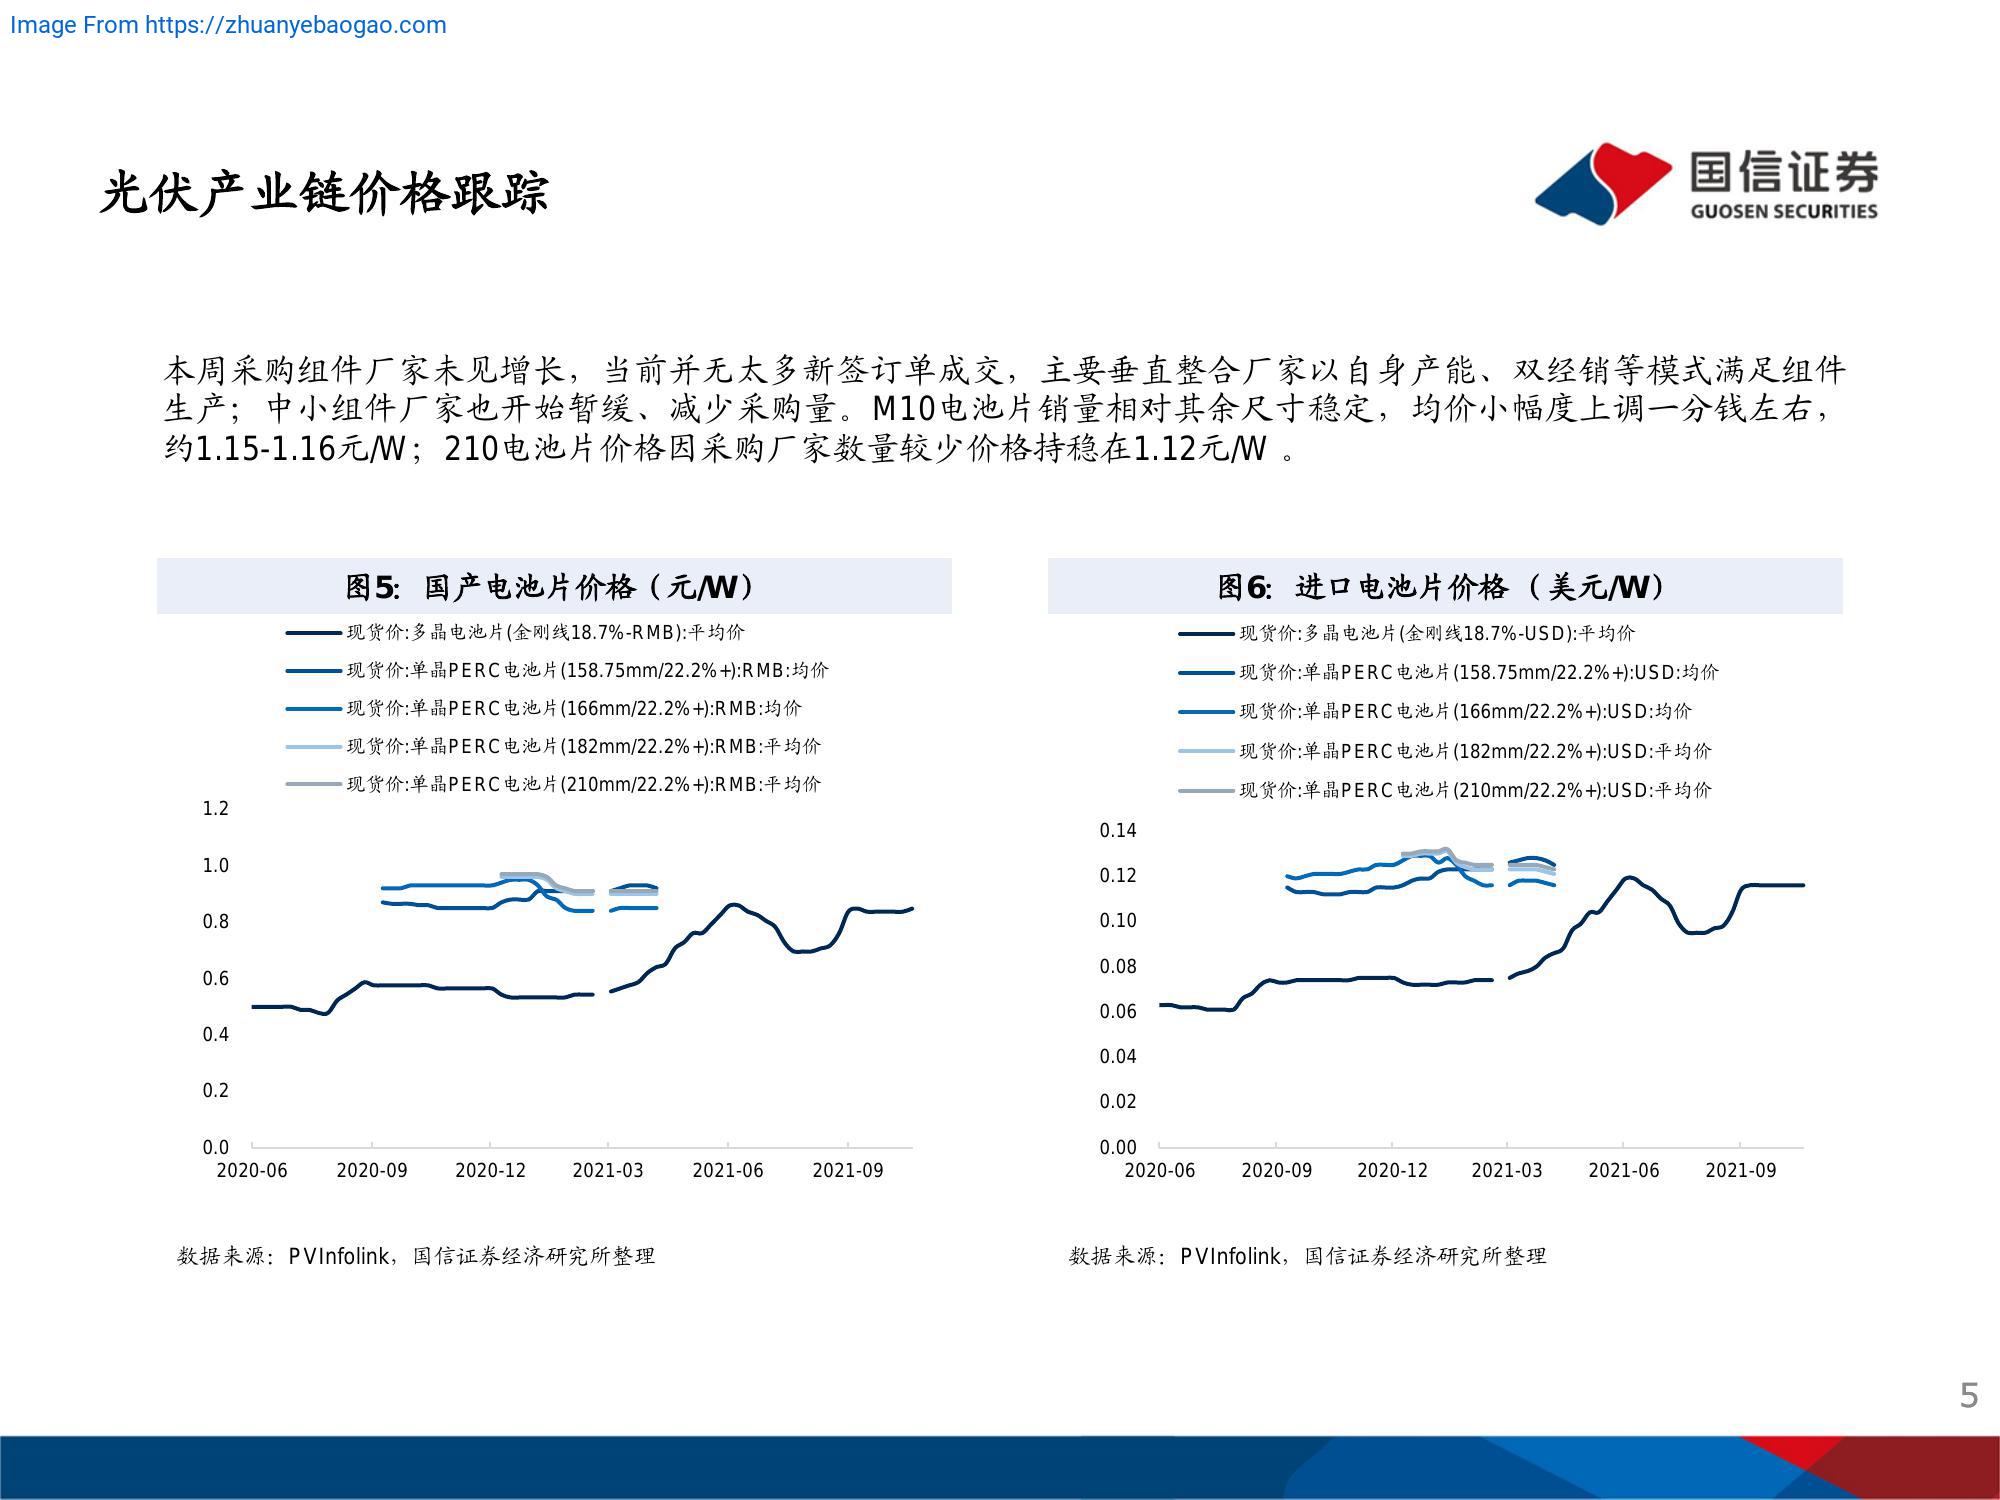 Image From https://zhuanyebaogao.com
光伏产业链价格跟踪
国信证券
GUOSEN SECURITIES
本周采购组件厂家未见增长，当前并无太多新签订单成交，主要垂直整合厂家以自身产能、双经销等模式满足组件
生产；中小组件厂家也开始暂缓、减少采购量。M10电池片销量相对其余尺寸稳定，均价小幅度上调一分钱左右，
约1.15-1.16元/W；210电池片价格因采购厂家数量较少价格持稳在1.12元/W 。
图5：国产电池片价格（元/W）
现货价:多晶电池片(金刚线18.7%-RMB):平均价
现货价:单晶PERC电池片(158.75mm/22.2%+):RMB:均价
现货价:单晶PERC电池片(166mm/22.2%+):RMB:均价
现货价:单晶PERC电池片(182mm/22.2%+):RMB:平均价
现货价:单晶PERC电池片(210mm/22.2%+):RMB:平均价
1.2
1.0
0.8
0.6
0.4
0.2
0.0
2020-06 2020-09 2020-12 2021-03 2021-06 2021-09
数据来源：PVInfolink，国信证券经济研究所整理
图6：进口电池片价格（美元/W）
现货价:多晶电池片(金刚线18.7%-USD):平均价
现货价:单晶PERC电池片(158.75mm/22.2%+):USD:均价
现货价:单晶PERC电池片(166mm/22.2%+):USD:均价
现货价:单晶PERC电池片(182mm/22.2%+):USD:平均价
现货价:单晶PERC电池片(210mm/22.2%+):USD:平均价
0.14
0.12
0.10
0.08
0.06
0.04
0.02
0.00
2020-06 2020-09 2020-12 2021-03 2021-06 2021-09
数据来源：PVInfolink，国信证券经济研究所整理
5